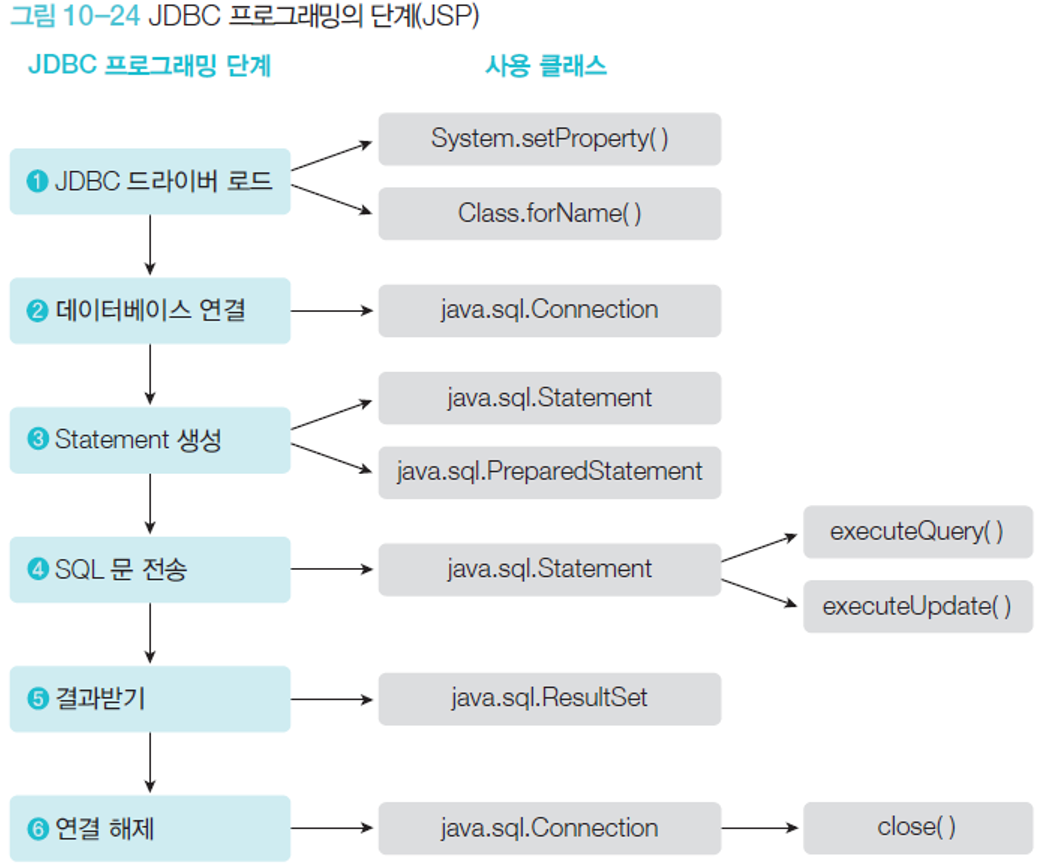 그림 10-24 JDBC 프로그래밍의 단계(JSP)
JDBC 프로그래밍 단계
사용 클래스
❶ JDBC 드라이버 로드
System.setProperty( )
Class.forName( )
❷ 데이터베이스 연결
java.sql.Connection
❸ Statement 생성
java.sql.Statement
java.sql.PreparedStatement
❹ SQL 문 전송
java.sql.Statement
executeQuery( )
executeUpdate( )
❺ 결과받기
java.sql.ResultSet
❻ 연결 해제
java.sql.Connection
close( )